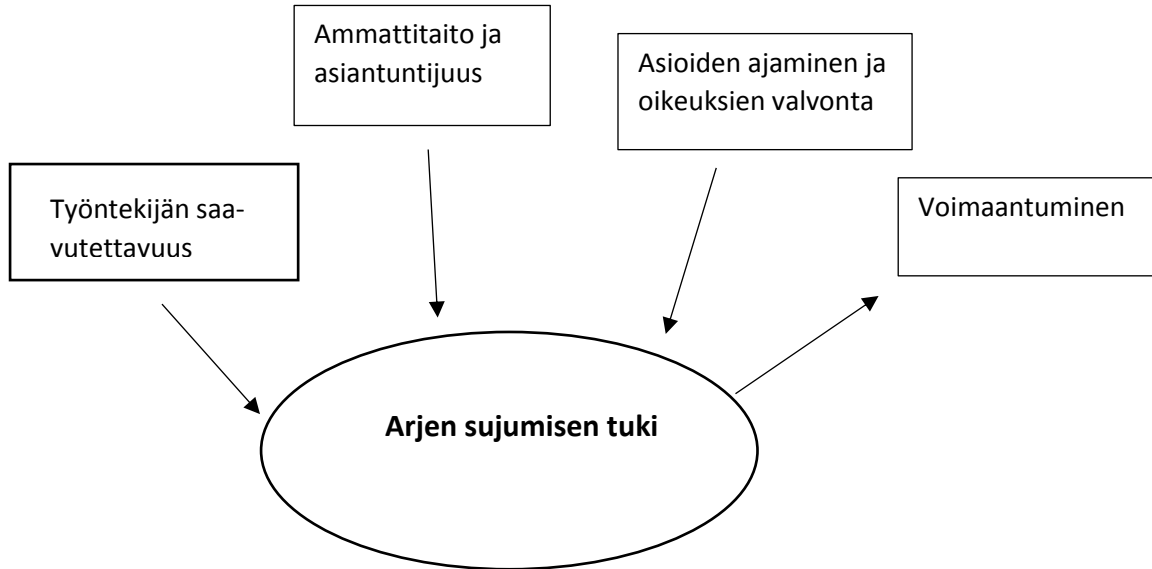 Ammattitaito ja
asiantuntijuus
Asioiden ajaminen ja
oikeuksien valvonta
Työntekijän saa-
vutettavuus
Voimaantuminen
Arjen sujumisen tuki